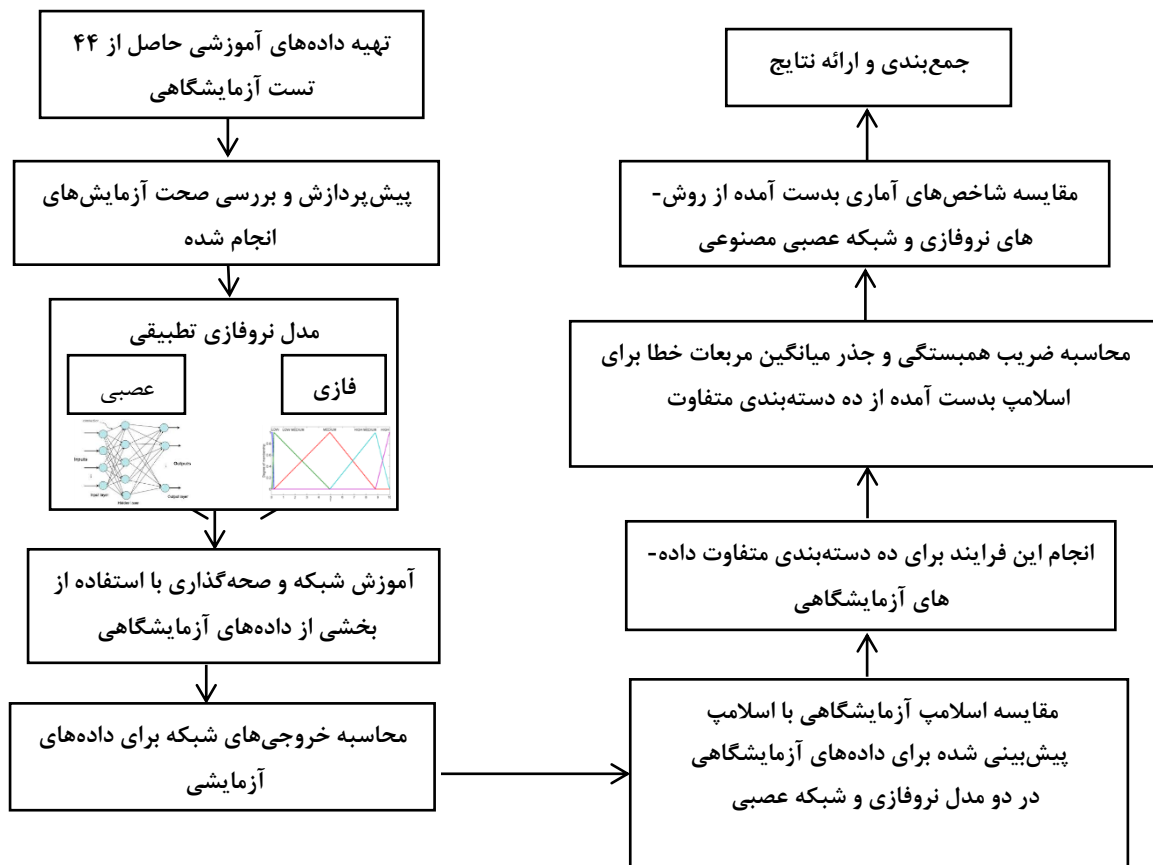 تهیه داده‌های آموزشی حاصل از ۴۴
تست آزمایشگاهی
پیش‌پردازش و بررسی صحت آزمایش‌های
انجام شده
مدل نروفازی تطبیقی
فازی
عصبی
آموزش شبکه و صحه‌گذاری با استفاده از
بخشی از داده‌های آزمایشگاهی
محاسبه خروجی‌های شبکه برای داده‌های
آزمایشی
مقایسه اسلامپ آزمایشگاهی با اسلامپ
پیش‌بینی شده برای داده‌های آزمایشگاهی
در دو مدل نروفازی و شبکه عصبی
انجام این فرایند برای ده دسته‌بندی متفاوت داده-
های آزمایشگاهی
محاسبه ضریب همبستگی و جذر میانگین مربعات خطا برای
اسلامپ بدست آمده از ده دسته‌بندی متفاوت
مقایسه شاخص‌های آماری بدست آمده از روش-
های نروفازی و شبکه عصبی مصنوعی
جمع‌بندی و ارائه نتایج